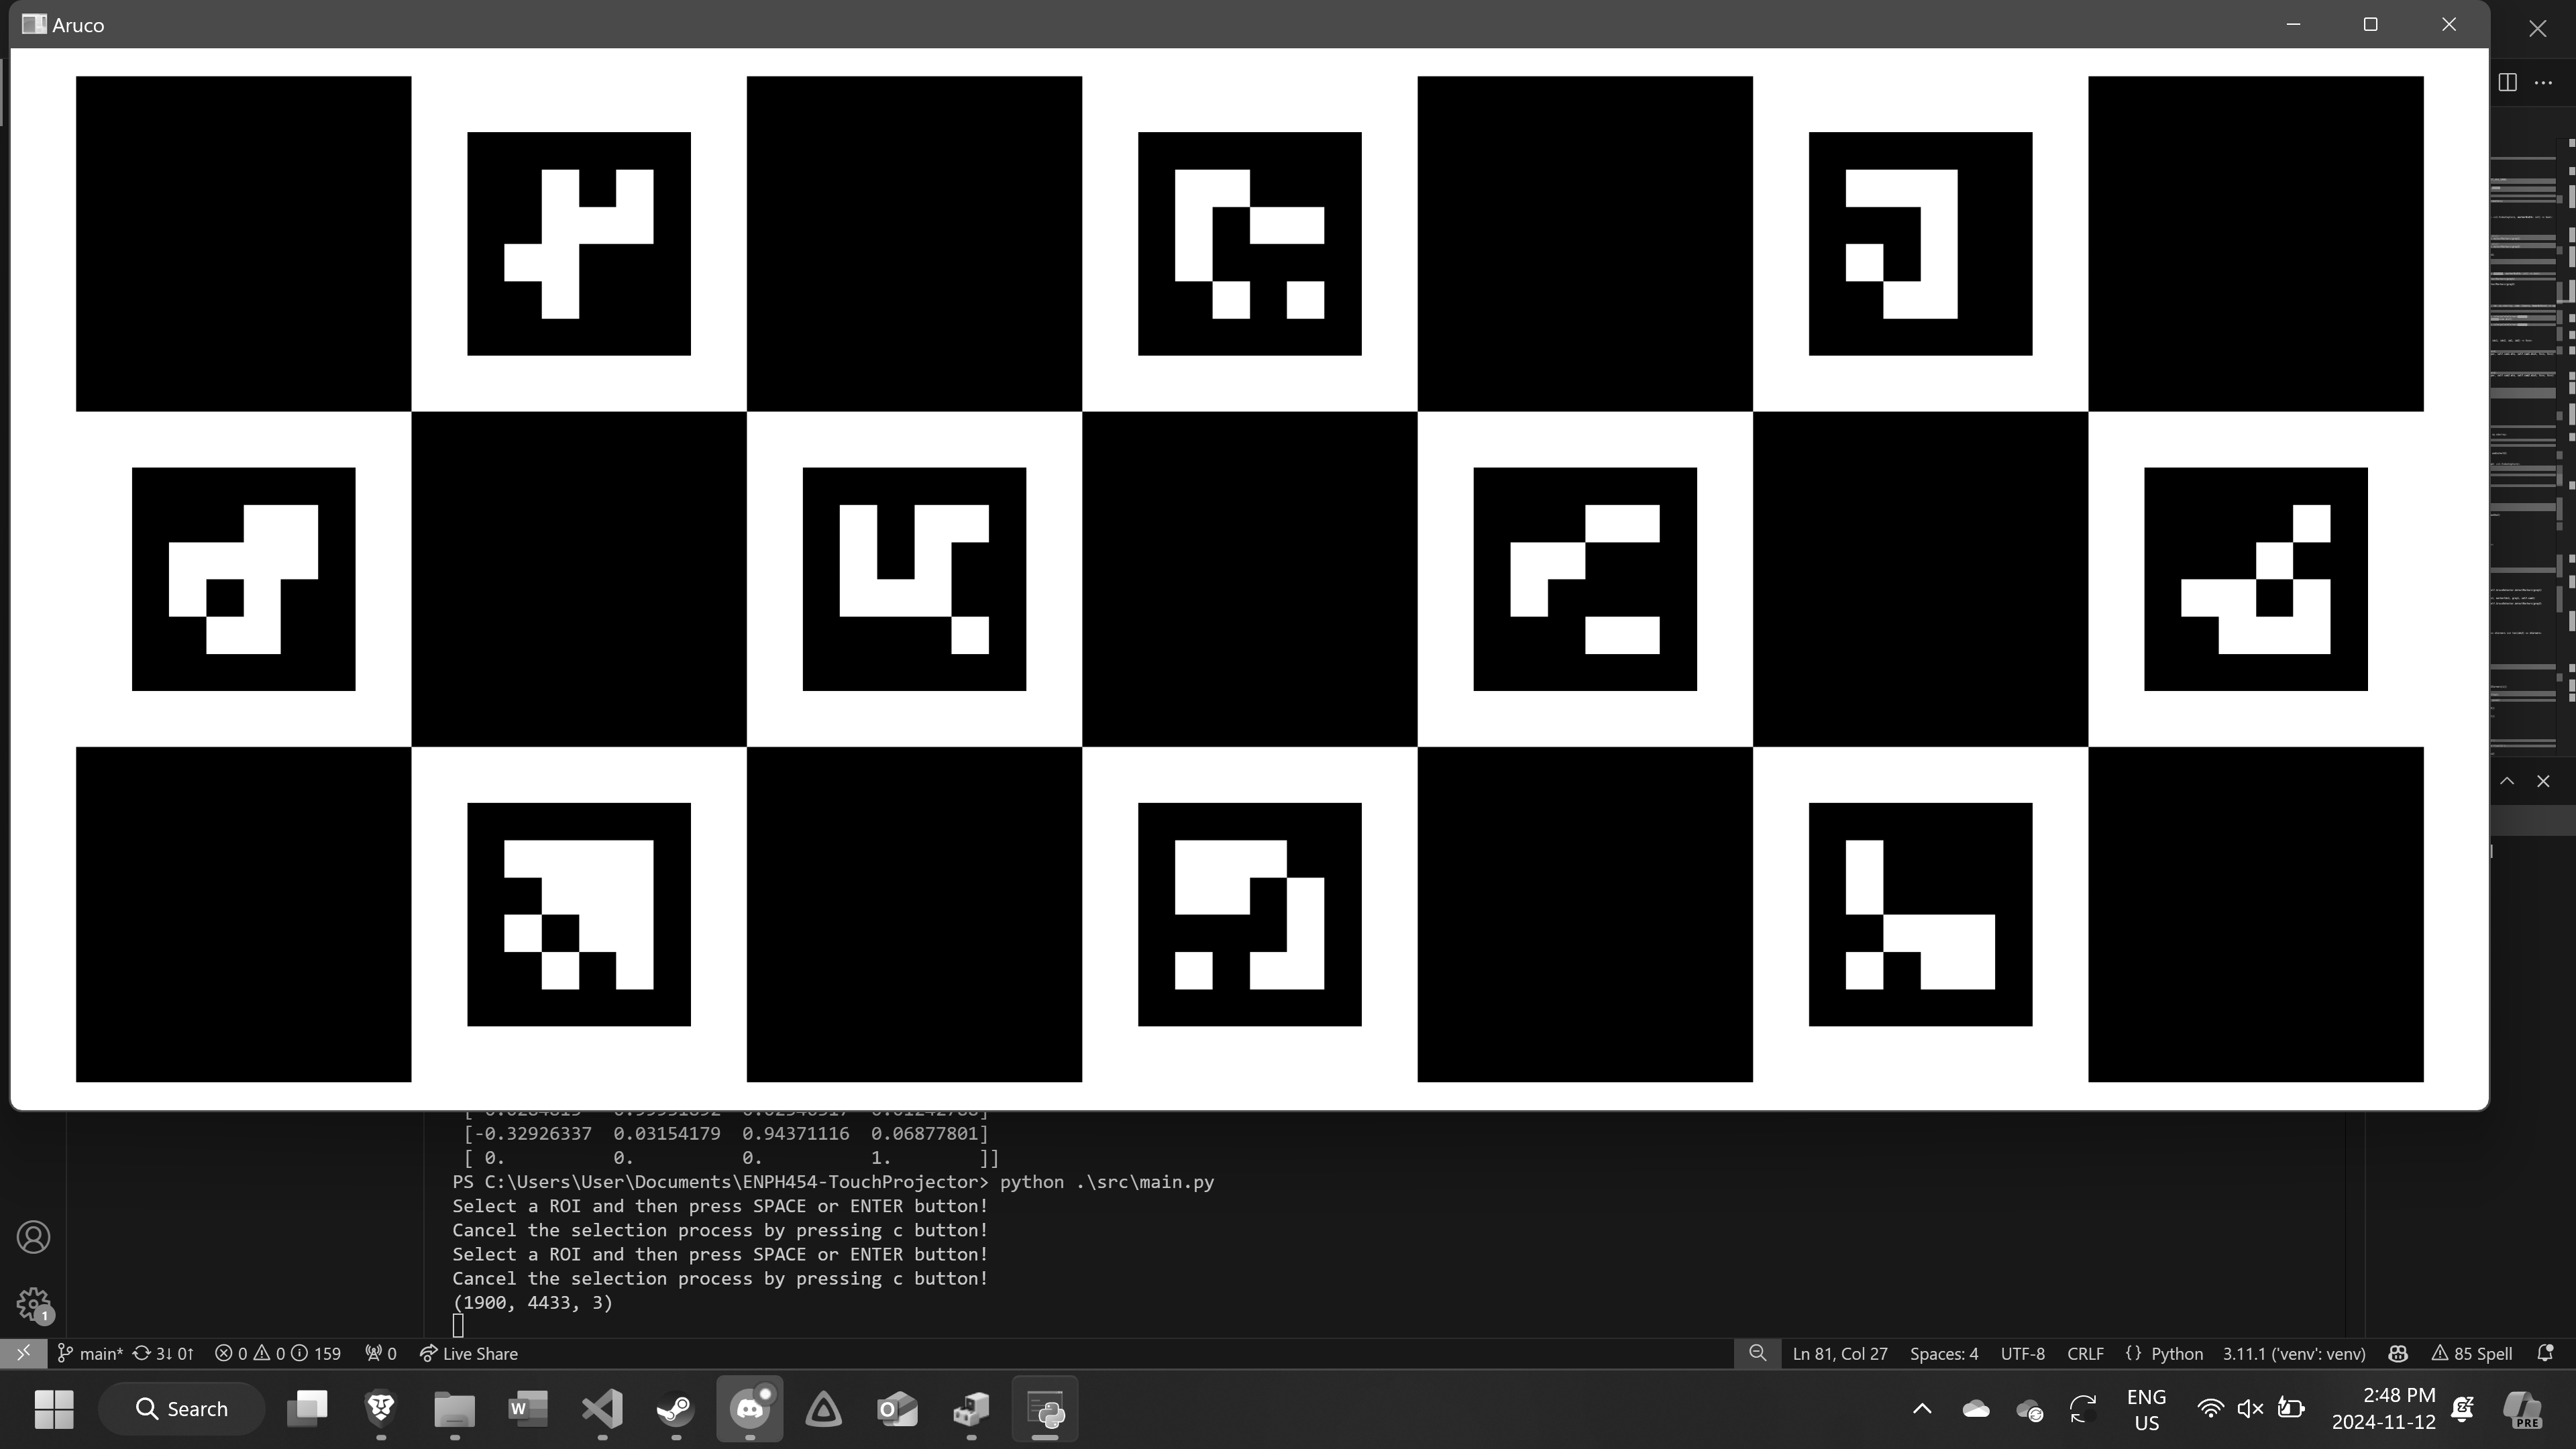 Aruco
[-0.32926337 0.03154179 0.94371116 0.06877801]
[ 0. 0. 0. 1. ]]
PS C:\Users\User\Documents\ENPH454-TouchProjector> python .\src\main.py
Select a ROI and then press SPACE or ENTER button!
Cancel the selection process by pressing c button!
Select a ROI and then press SPACE or ENTER button!
Cancel the selection process by pressing c button!
(1900, 4433, 3)
1
main* 3↓ 0↑ 0 0 159 0 Live Share Ln 81, Col 27 Spaces: 4 UTF-8 CRLF {} Python 3.11.1 ('venv': venv) 85 Spell
Search ENG 2:48 PM
US 2024-11-12 PRE